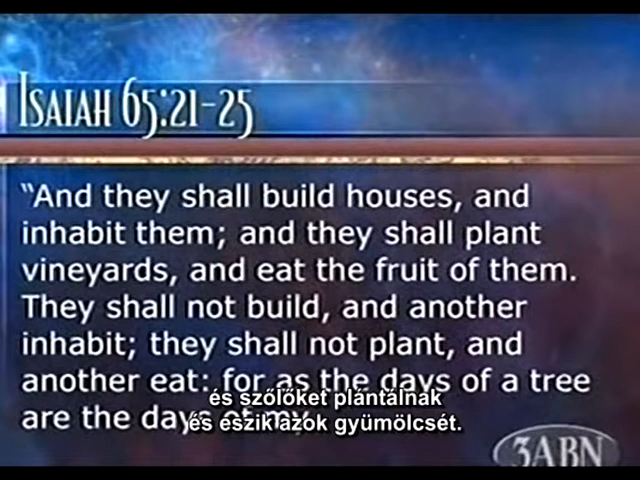 ISAIAH 65:21-25
“And they shall build houses, and
inhabit them; and they shall plant
vineyards, and eat the fruit of them.
They shall not build, and another
inhabit; they shall not plant, and
another eat: for as the days of a tree
are the days of my
és szőlőket plántálnak
és eszik azok gyümölcsét.
3ABN